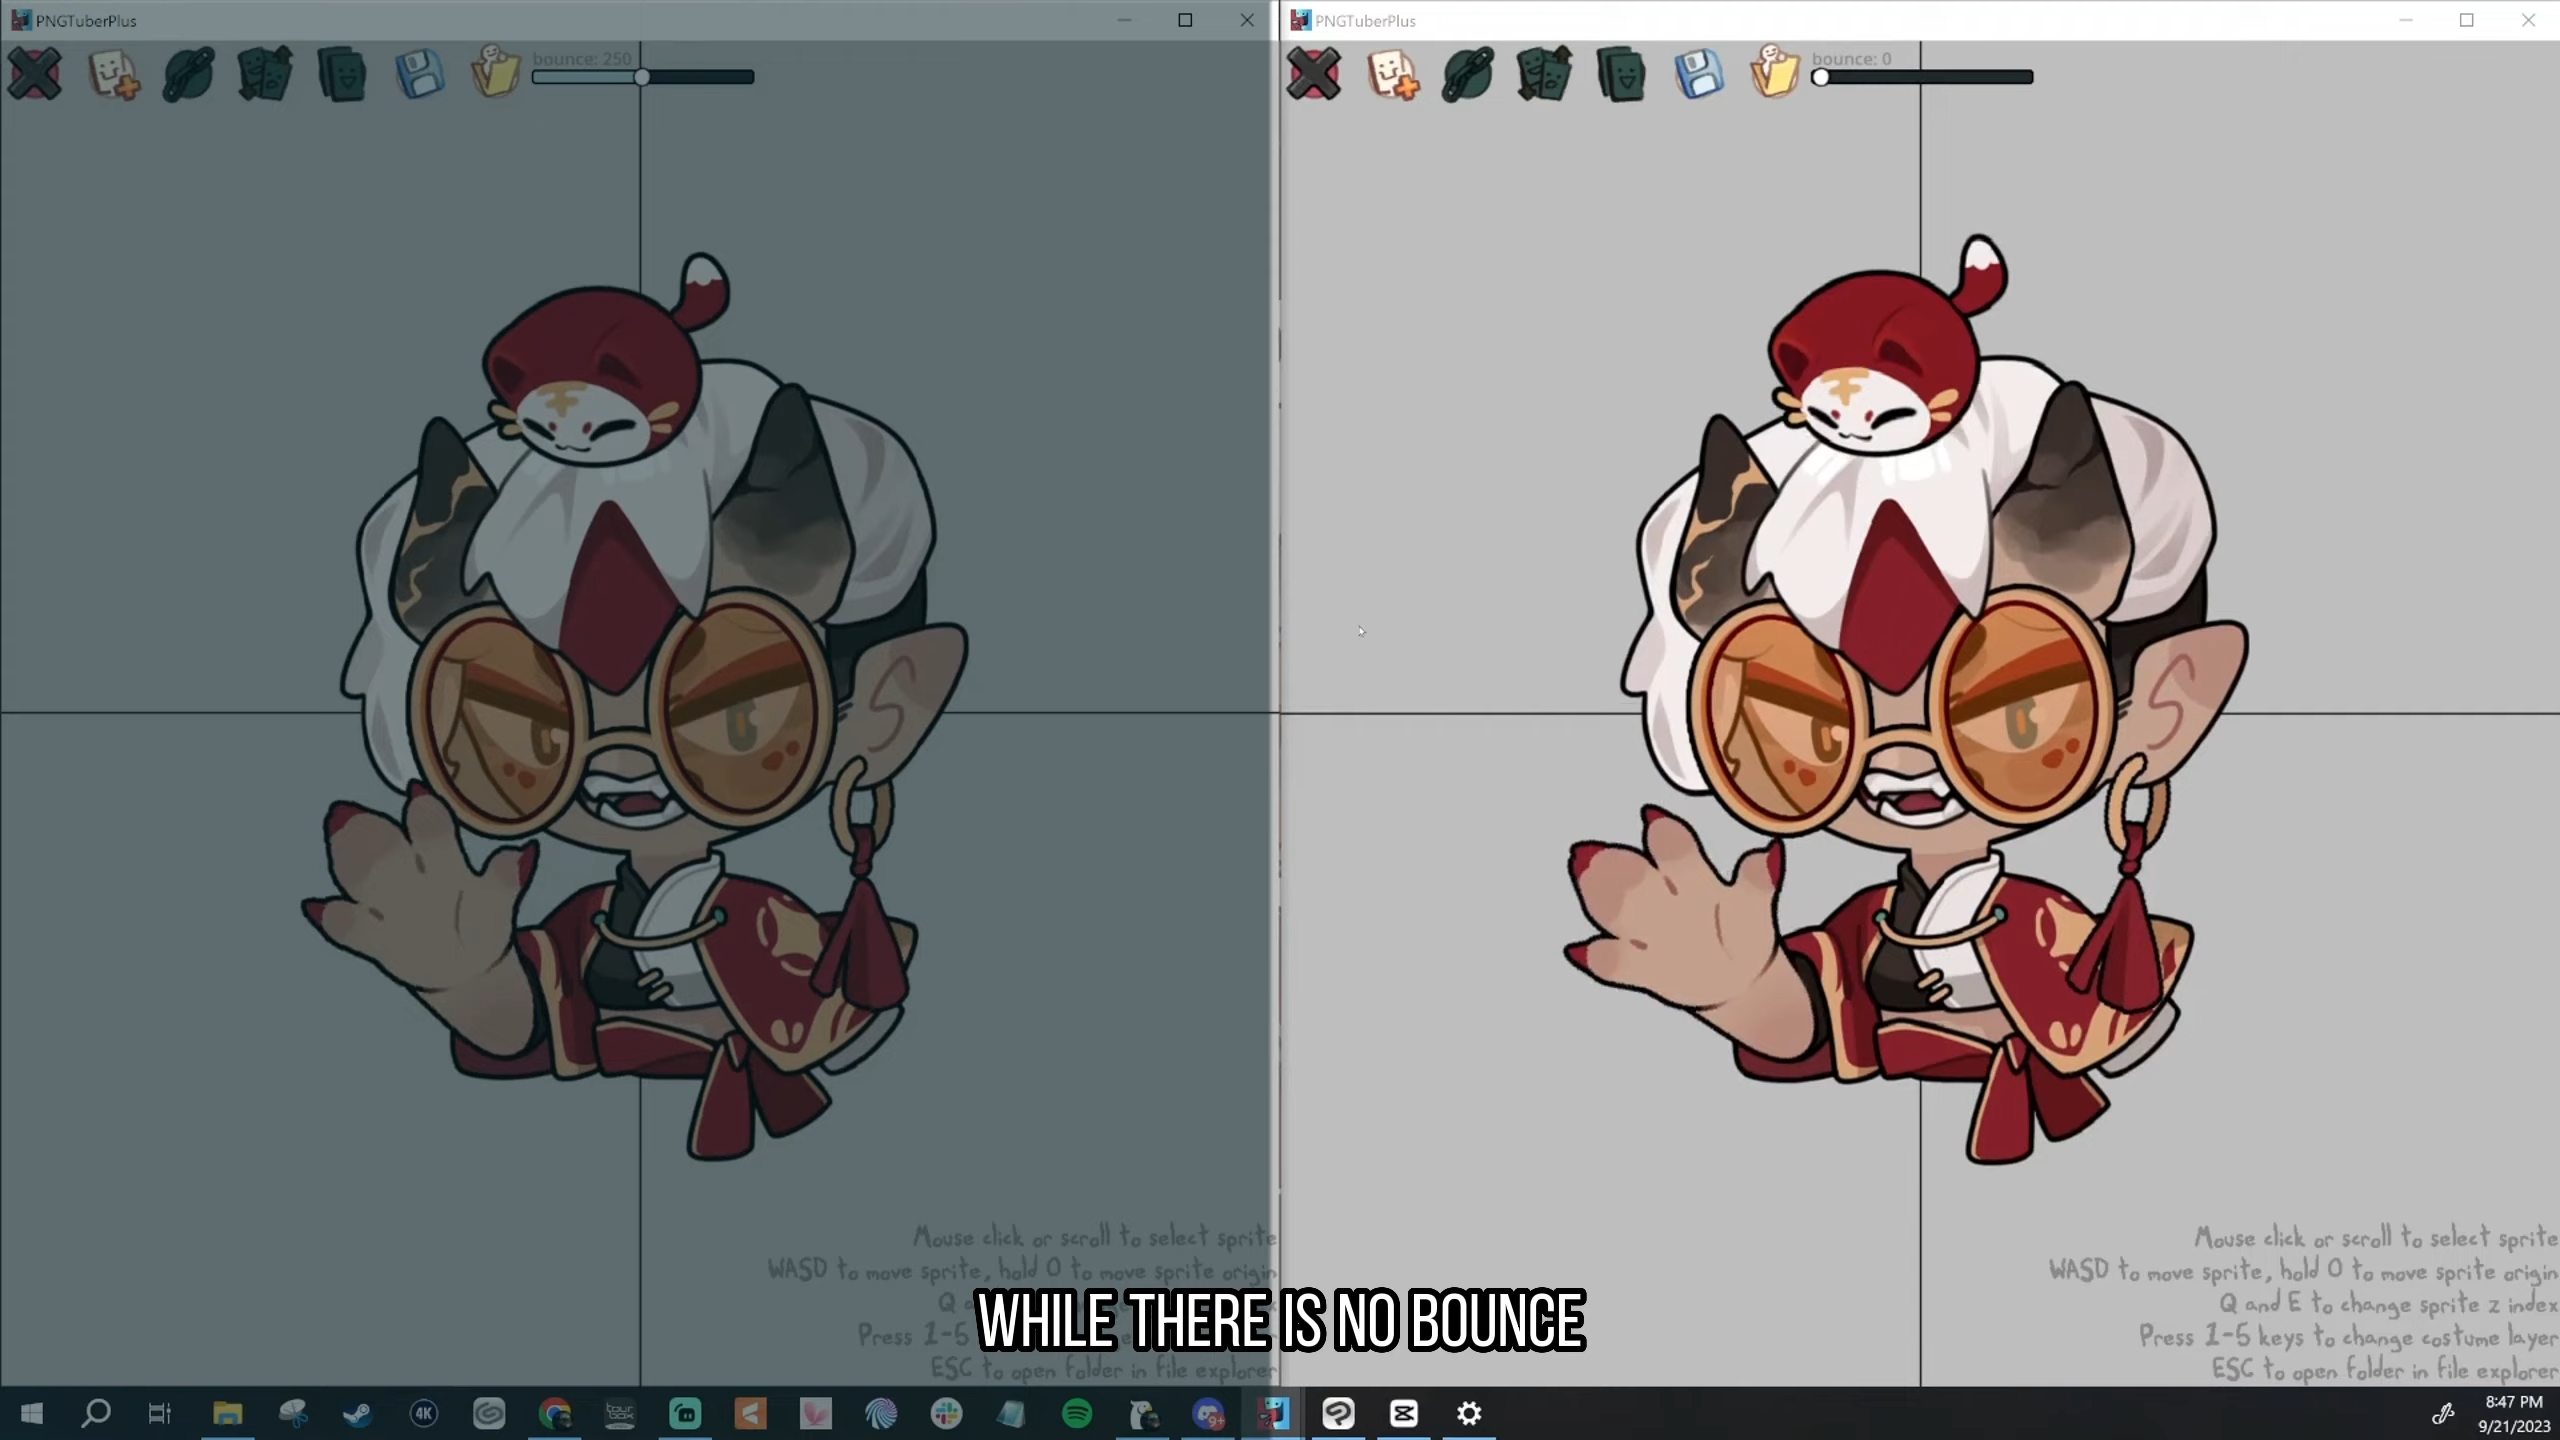 PNGTuberPlus
bounce: 250
PNGTuberPlus
bounce: 0
Mouse click or scroll to select sprite
WASD to move sprite, hold O to move sprite origin
Q a
Press 1-5
ESC to open folder in file explorer
Mouse click or scroll to select sprite
WASD to move sprite, hold O to move sprite origin
Q and E to change sprite z index
Press 1-5 keys to change costume layer
ESC to open folder in file explorer
WHILE THERE IS NO BOUNCE
4K
tour
box
9+
8:47 PM
9/21/2023